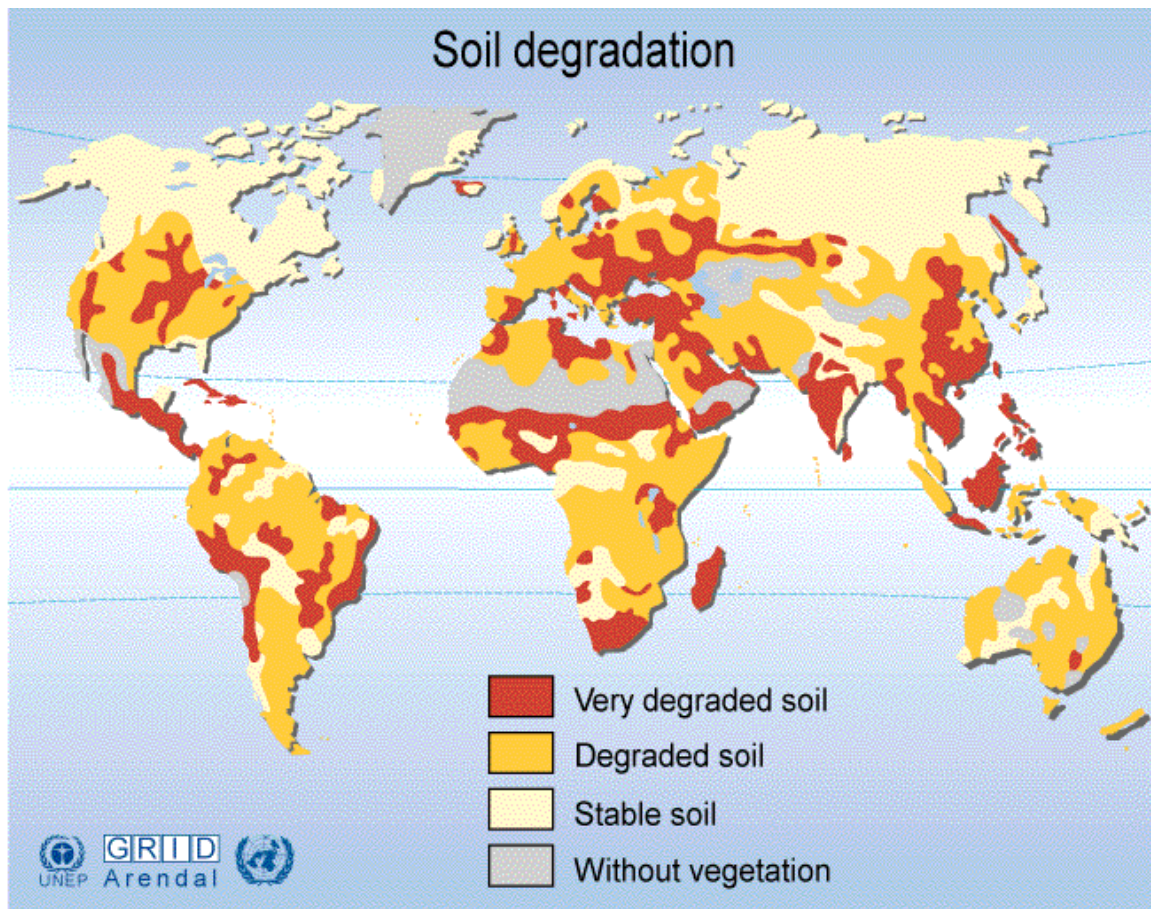 Soil degradation
Very degraded soil
Degraded soil
Stable soil
Without vegetation
UNEP
GRID
Arendal